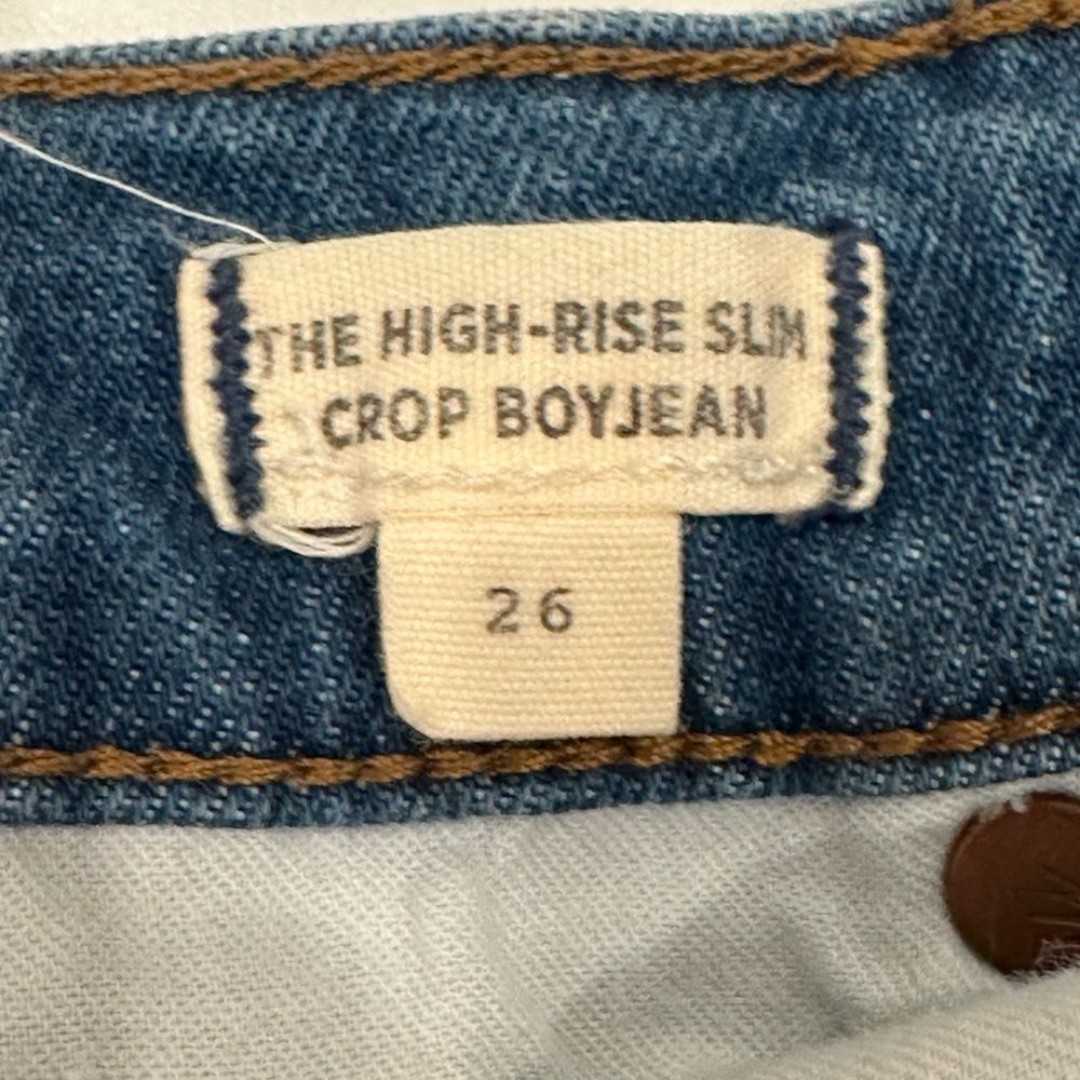 THE HIGH-RISE SLIM
CROP BOYJEAN
26